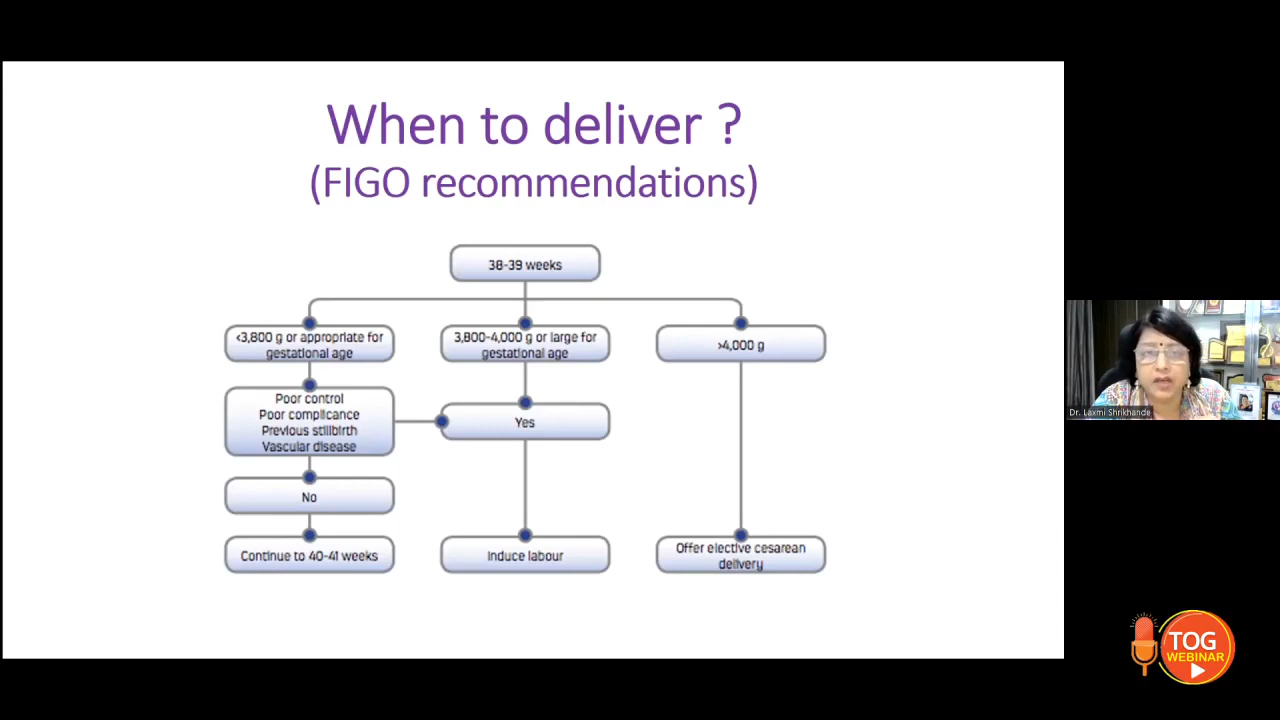 When to deliver ?
(FIGO recommendations)
38-39 weeks
<3,800 g or appropriate for
gestational age
3,800-4,000 g or large for
gestational age
>4,000 g
Poor control
Poor complicance
Previous stillbirth
Vascular disease
Yes
No
Continue to 40-41 weeks
Induce labour
Offer elective cesarean
delivery
Dr. Laxmi Shrikhande
TOG
WEBINAR